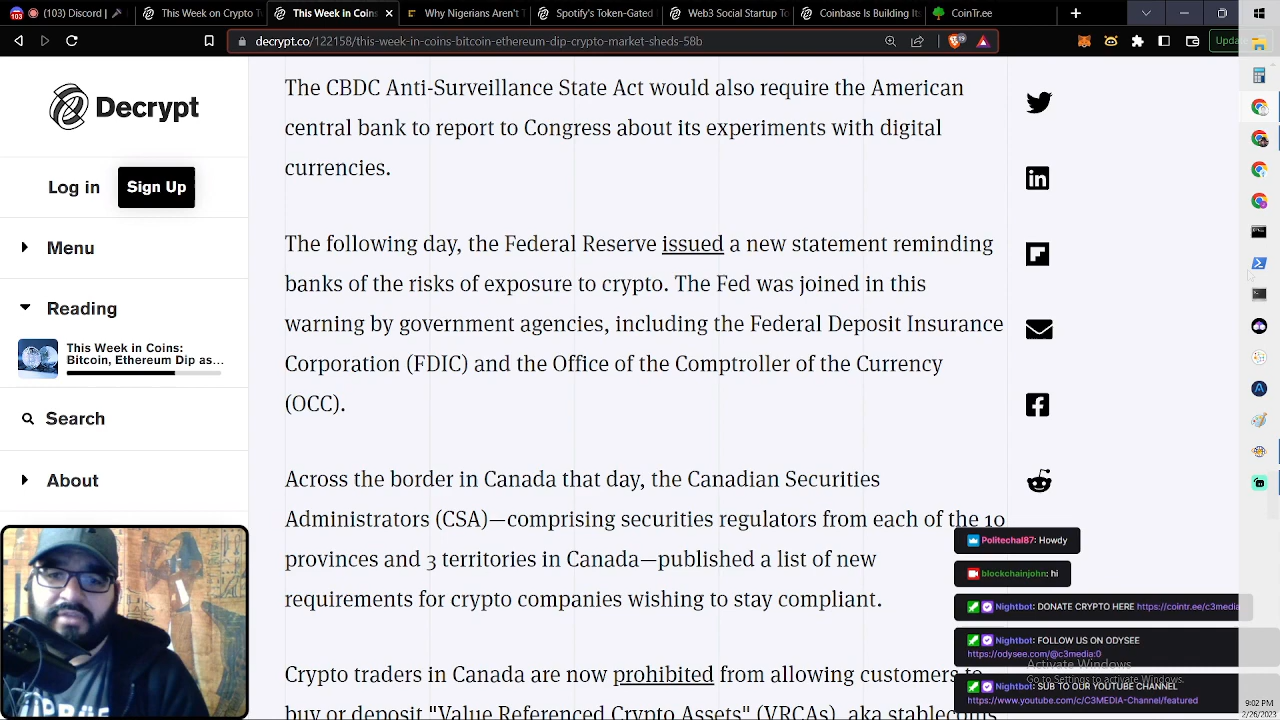 (103) Discord |
This Week on Crypto T
This Week in Coins
Why Nigerians Aren't T
Spotify's Token-Gated
Web3 Social Startup To
Coinbase Is Building It
CoinTr.ee
decrypt.co/122158/this-week-in-coins-bitcoin-ethereum-dip-crypto-market-sheds-58b
Upda
Decrypt
Log in
Sign Up
Menu
Reading
This Week in Coins:
Bitcoin, Ethereum Dip as...
Search
About
The CBDC Anti-Surveillance State Act would also require the American
central bank to report to Congress about its experiments with digital
currencies.
The following day, the Federal Reserve issued a new statement reminding
banks of the risks of exposure to crypto. The Fed was joined in this
warning by government agencies, including the Federal Deposit Insurance
Corporation (FDIC) and the Office of the Comptroller of the Currency
(OCC).
Across the border in Canada that day, the Canadian Securities
Administrators (CSA)—comprising securities regulators from each of the 10
provinces and 3 territories in Canada—published a list of new
requirements for crypto companies wishing to stay compliant.
Crypto traders in Canada are now prohibited from allowing customers to
buy or deposit "Value Referenced Crypto Assets" (VRCAs), aka stablecoins
Politechal87: Howdy
blockchainjohn: hi
Nightbot: DONATE CRYPTO HERE https://cointr.ee/c3media
Nightbot: FOLLOW US ON ODYSEE
https://odysee.com/@c3media:0
Activate Windows
Go to Settings to activate Windows.
Nightbot: SUB TO OUR YOUTUBE CHANNEL
https://www.youtube.com/c/C3MEDIA-Channel/featured
9:02 PM
2/26/202